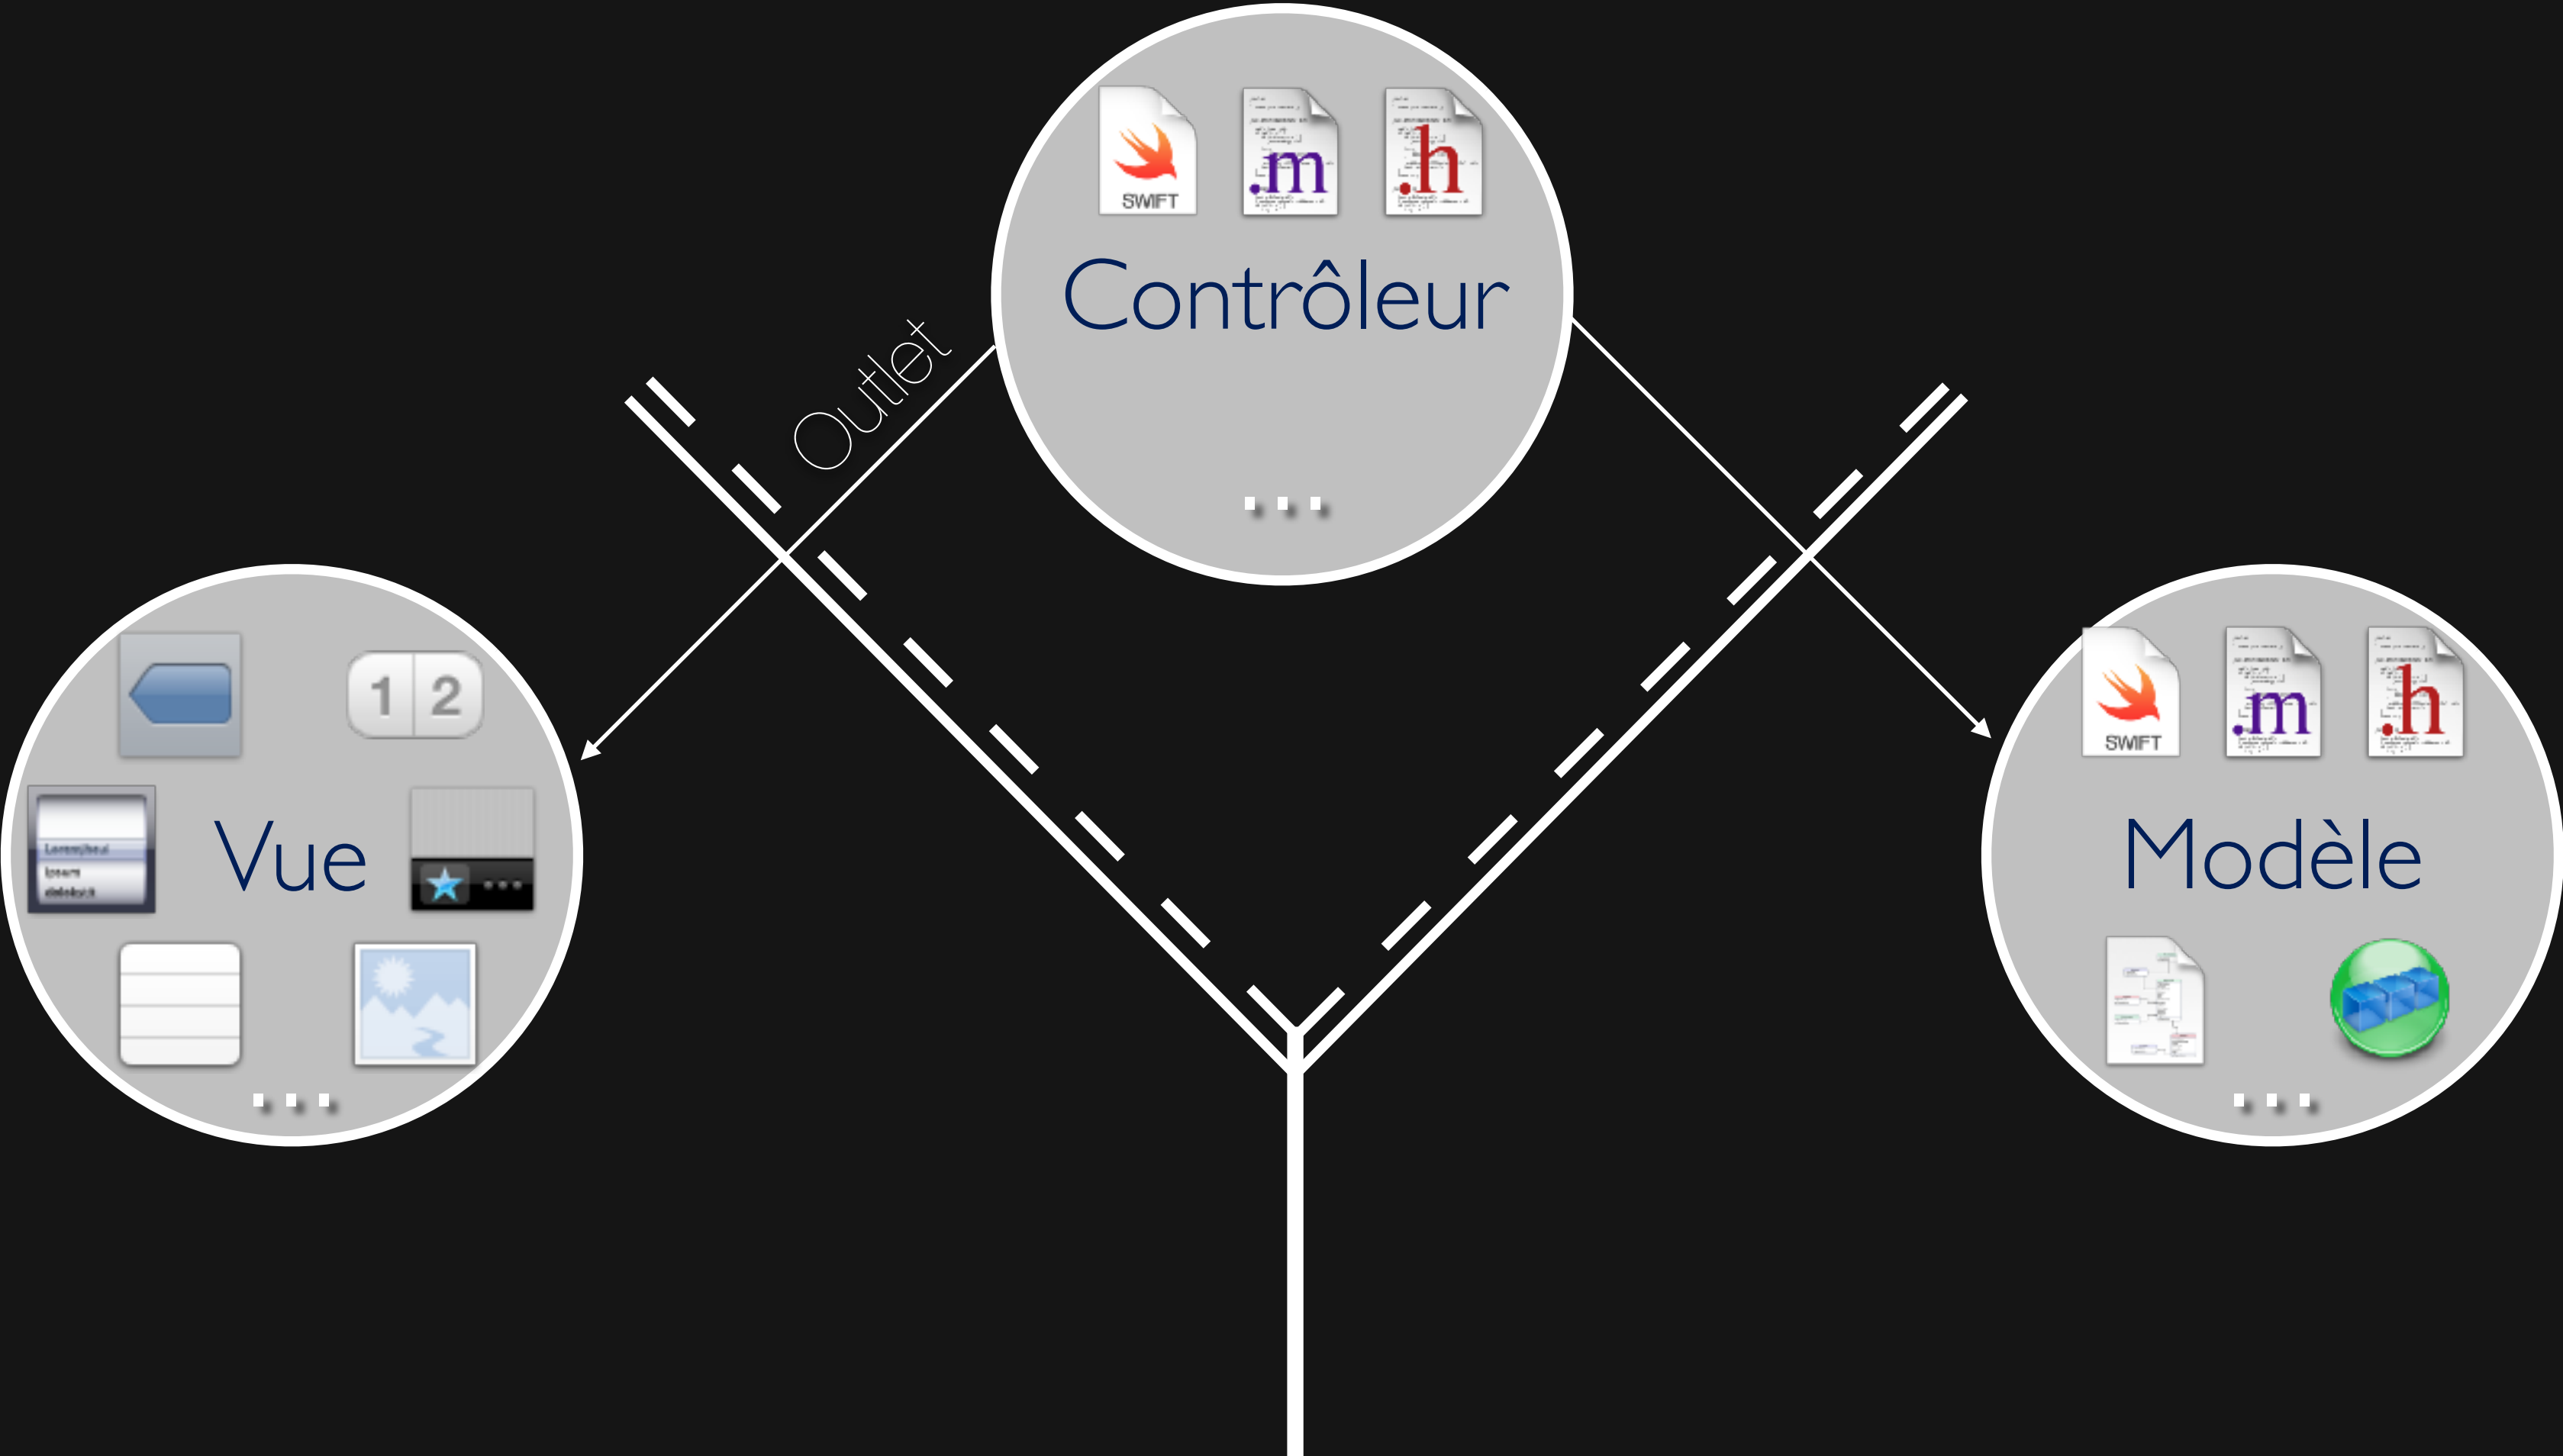 SWIFT
.m
.h
Contrôleur
...
Outlet
1 2
Vue
...
SWIFT
.m
.h
Modèle
...